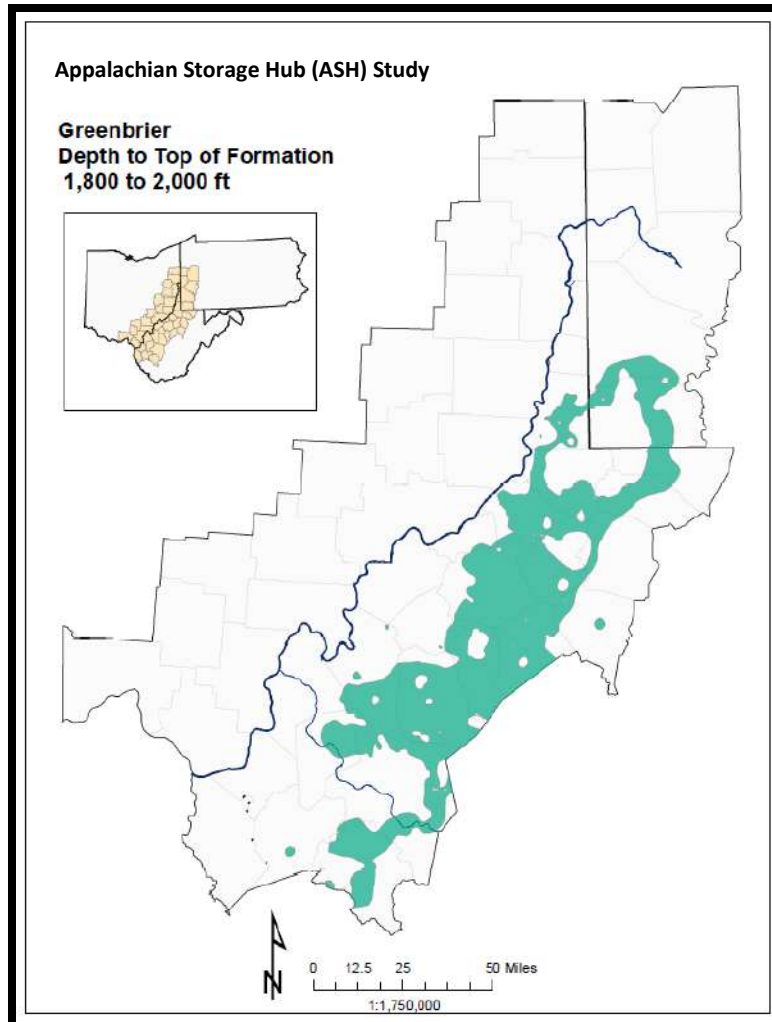 Appalachian Storage Hub (ASH) Study
Greenbrier
Depth to Top of Formation
1,800 to 2,000 ft
N
0 12.5 25 50 Miles
1:1,750,000